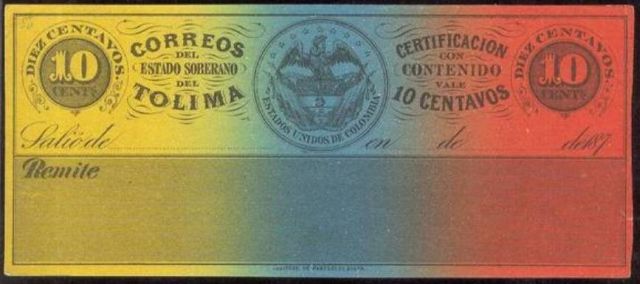 DIEZ CENTAVOS
10
CENTS
CORREOS
DEL
ESTADO SOBERANO
DEL
TOLIMA
ESTADOS UNIDOS DE COLOMBIA
CERTIFICACION
CON
CONTENIDO
VALE
10 CENTAVOS
DIEZ CENTAVOS
10
CENTS
Salió de en de de 187
Remite